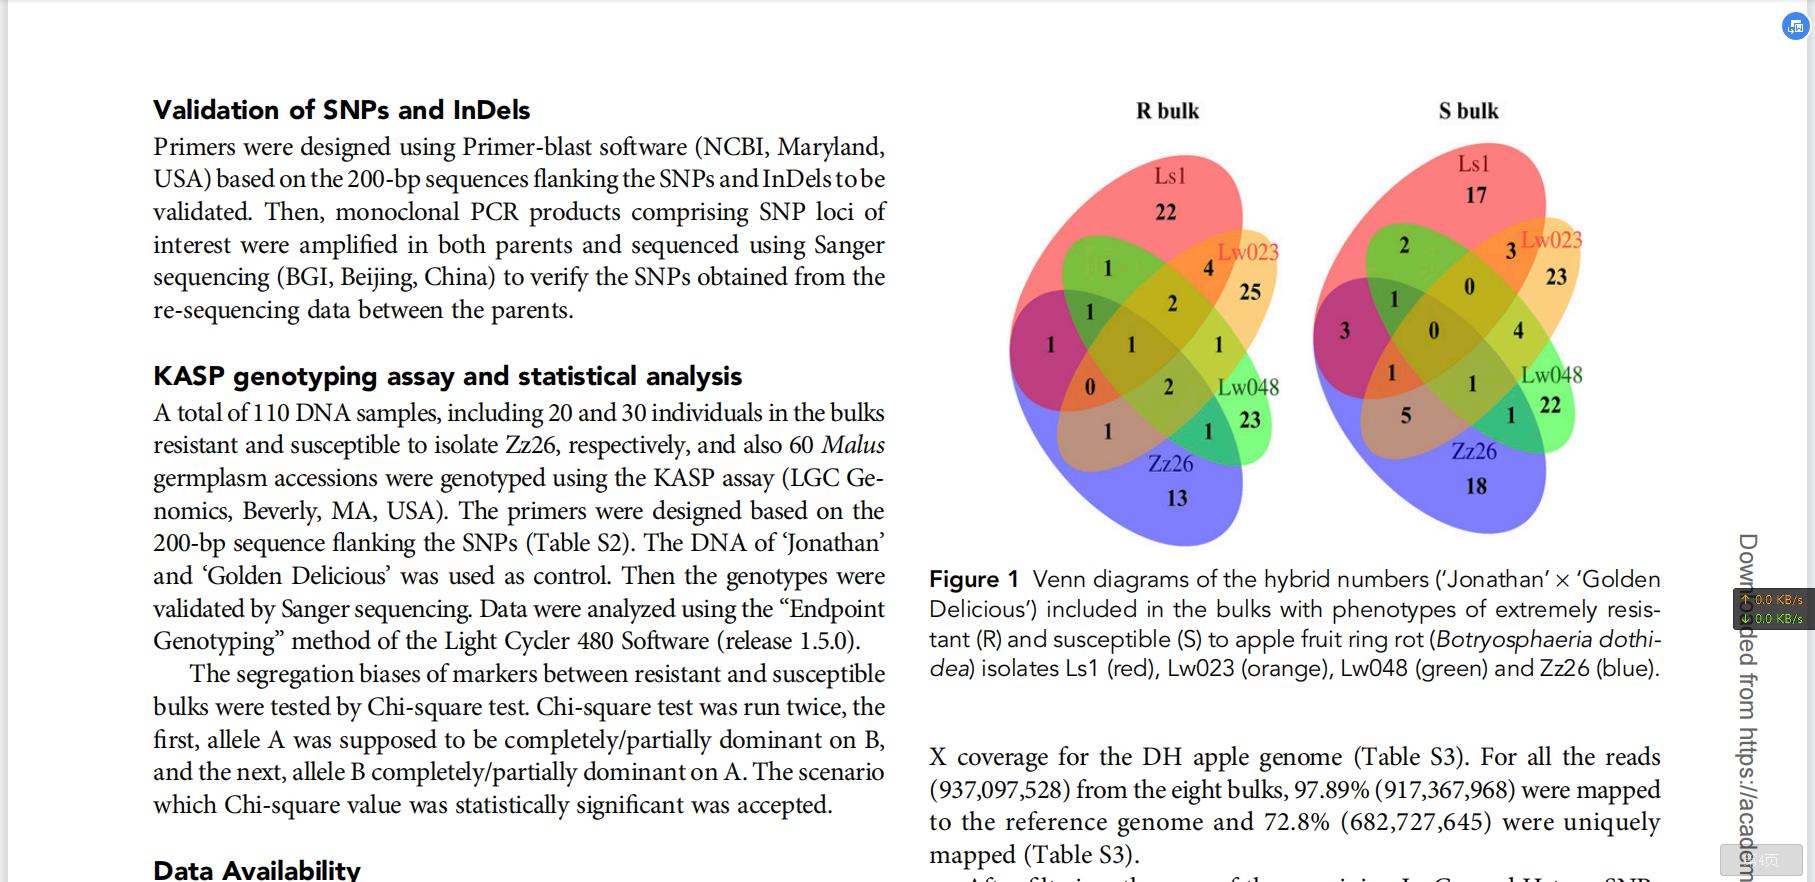 Validation of SNPs and InDels
Primers were designed using Primer-blast software (NCBI, Maryland,
USA) based on the 200-bp sequences flanking the SNPs and InDels to be
validated. Then, monoclonal PCR products comprising SNP loci of
interest were amplified in both parents and sequenced using Sanger
sequencing (BGI, Beijing, China) to verify the SNPs obtained from the
re-sequencing data between the parents.
KASP genotyping assay and statistical analysis
A total of 110 DNA samples, including 20 and 30 individuals in the bulks
resistant and susceptible to isolate Zz26, respectively, and also 60 Malus
germplasm accessions were genotyped using the KASP assay (LGC Ge-
nomics, Beverly, MA, USA). The primers were designed based on the
200-bp sequence flanking the SNPs (Table S2). The DNA of ‘Jonathan’
and ‘Golden Delicious’ was used as control. Then the genotypes were
validated by Sanger sequencing. Data were analyzed using the “Endpoint
Genotyping” method of the Light Cycler 480 Software (release 1.5.0).
The segregation biases of markers between resistant and susceptible
bulks were tested by Chi-square test. Chi-square test was run twice, the
first, allele A was supposed to be completely/partially dominant on B,
and the next, allele B completely/partially dominant on A. The scenario
which Chi-square value was statistically significant was accepted.
Data Availability
R bulk
Ls1
22
Lw023
1
4
25
2
1
1
1
1
0
2
Lw048
23
1
1
Zz26
13
S bulk
Ls1
17
2
3
Lw023
23
0
1
3
0
4
1
1
Lw048
22
5
1
Zz26
18
Figure 1 Venn diagrams of the hybrid numbers (‘Jonathan’ × ‘Golden
Delicious’) included in the bulks with phenotypes of extremely resis-
tant (R) and susceptible (S) to apple fruit ring rot (Botryosphaeria dothi-
dea) isolates Ls1 (red), Lw023 (orange), Lw048 (green) and Zz26 (blue).
X coverage for the DH apple genome (Table S3). For all the reads
(937,097,528) from the eight bulks, 97.89% (917,367,968) were mapped
to the reference genome and 72.8% (682,727,645) were uniquely
mapped (Table S3).
Downloaded from https://academ
↑ 0.0 KB/s
↓ 0.0 KB/s